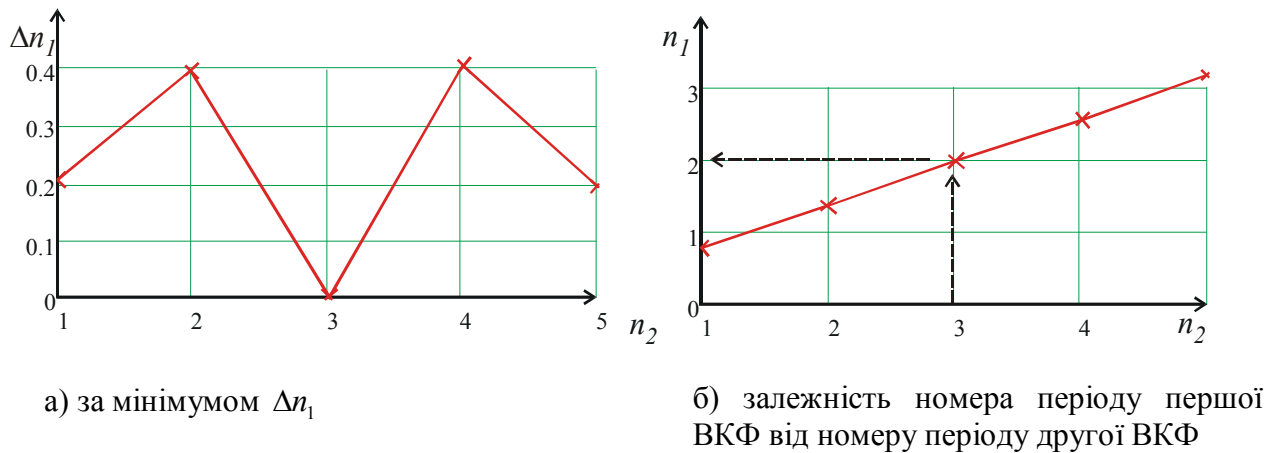 Δn₁
0.4
0.3
0.2
0.1
0
1 2 3 4 5
n₂
а) за мінімумом Δn₁
n₁
3
2
1
0
1 2 3 4
n₂
б) залежність номера періоду першої
ВКФ від номеру періоду другої ВКФ